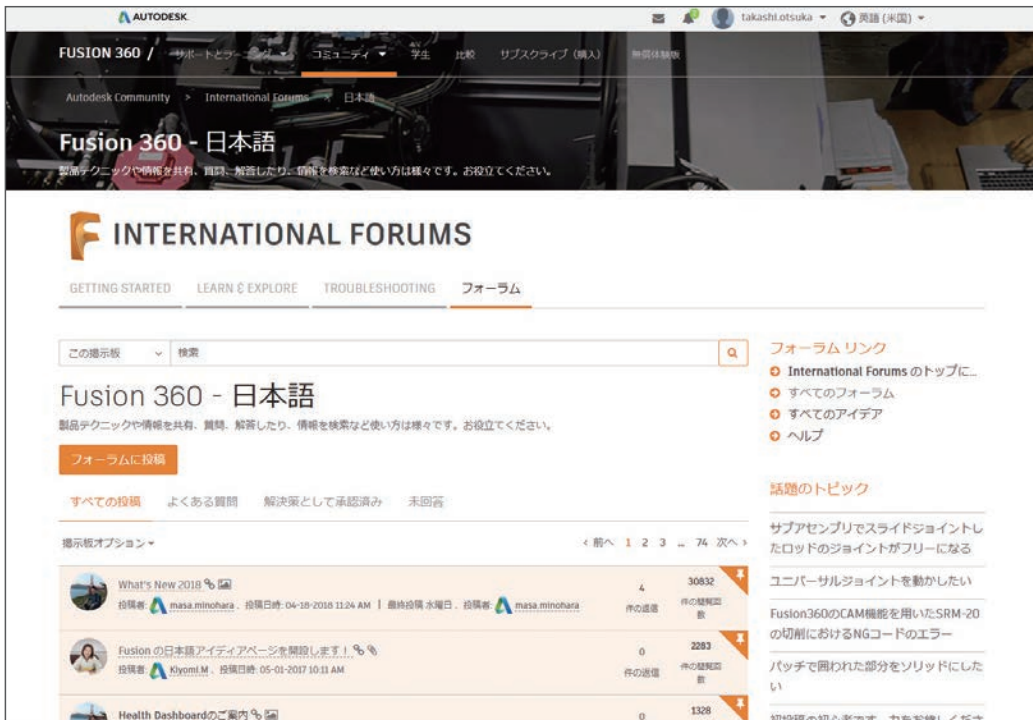 AUTODESK
takashi.otsuka
英語 (米国)
FUSION 360 /
サポートとラーニング
コミュニティ
学生
比較
サブスクライブ (購入)
無償体験版
Autodesk Community > International Forums > 日本語
Fusion 360 - 日本語
製品テクニックや情報を共有、質問、解答したり、情報を検索など使い方は様々です。お役立てください。
INTERNATIONAL FORUMS
GETTING STARTED
LEARN & EXPLORE
TROUBLESHOOTING
フォーラム
この掲示板
検索
Fusion 360 - 日本語
製品テクニックや情報を共有、質問、解答したり、情報を検索など使い方は様々です。お役立てください。
フォーラムに投稿
すべての投稿
よくある質問
解決策として承認済み
未回答
掲示板オプション
‹ 前へ 1 2 3 … 74 次へ ›
What's New 2018
投稿者: masa.minohara 、投稿日時: 04-18-2018 11:24 AM | 最終投稿 水曜日 、投稿者: masa.minohara
4
件の返信
30832
件の閲覧回
数
Fusion の日本語アイディアページを開設します!
投稿者: Kiyomi.M 、投稿日時: 05-01-2017 10:11 AM
0
件の返信
2283
件の閲覧回
数
Health Dashboardのご案内
0
1328
フォーラム リンク
International Forums のトップに...
すべてのフォーラム
すべてのアイデア
ヘルプ
話題のトピック
サブアセンブリでスライドジョイントし
たロッドのジョイントがフリーになる
ユニバーサルジョイントを動かしたい
Fusion360のCAM機能を用いたSRM-20
の切削におけるNGコードのエラー
パッチで囲われた部分をソリッドにした
い
初投稿の初心者です。力をお貸しくださ